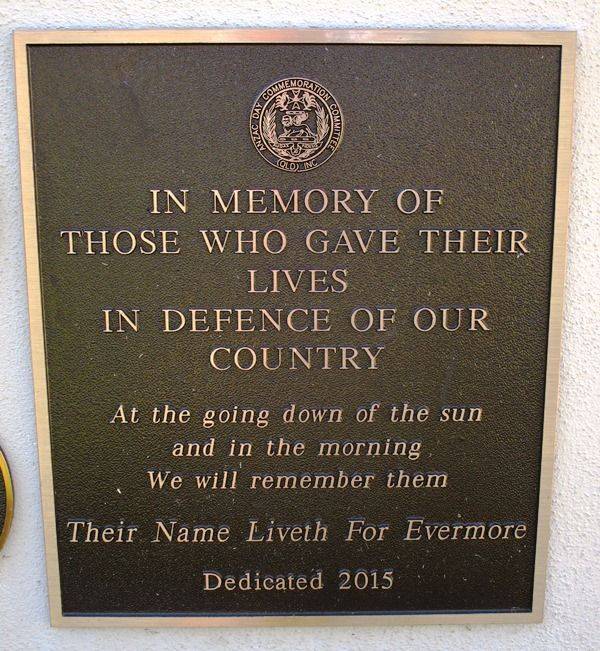 ANZAC DAY COMMEMORATION COMMITTEE
(QLD) INC
IN MEMORY OF
THOSE WHO GAVE THEIR
LIVES
IN DEFENCE OF OUR
COUNTRY
At the going down of the sun
and in the morning
We will remember them
Their Name Liveth For Evermore
Dedicated 2015